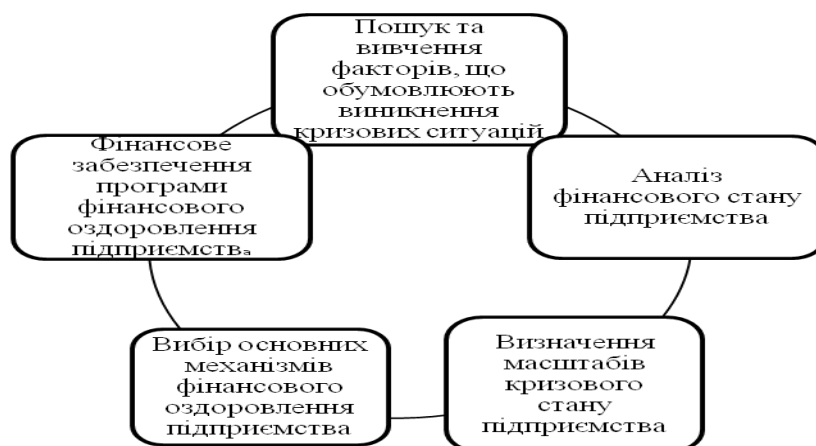 Пошук та
вивчення
факторів, що
обумовлюють
виникнення
кризових ситуацій
Аналіз
фінансового стану
підприємства
Визначення
масштабів
кризового
стану
підприємства
Вибір основних
механізмів
фінансового
оздоровлення
підприємства
Фінансове
забезпечення
програми
фінансового
оздоровлення
підприємства